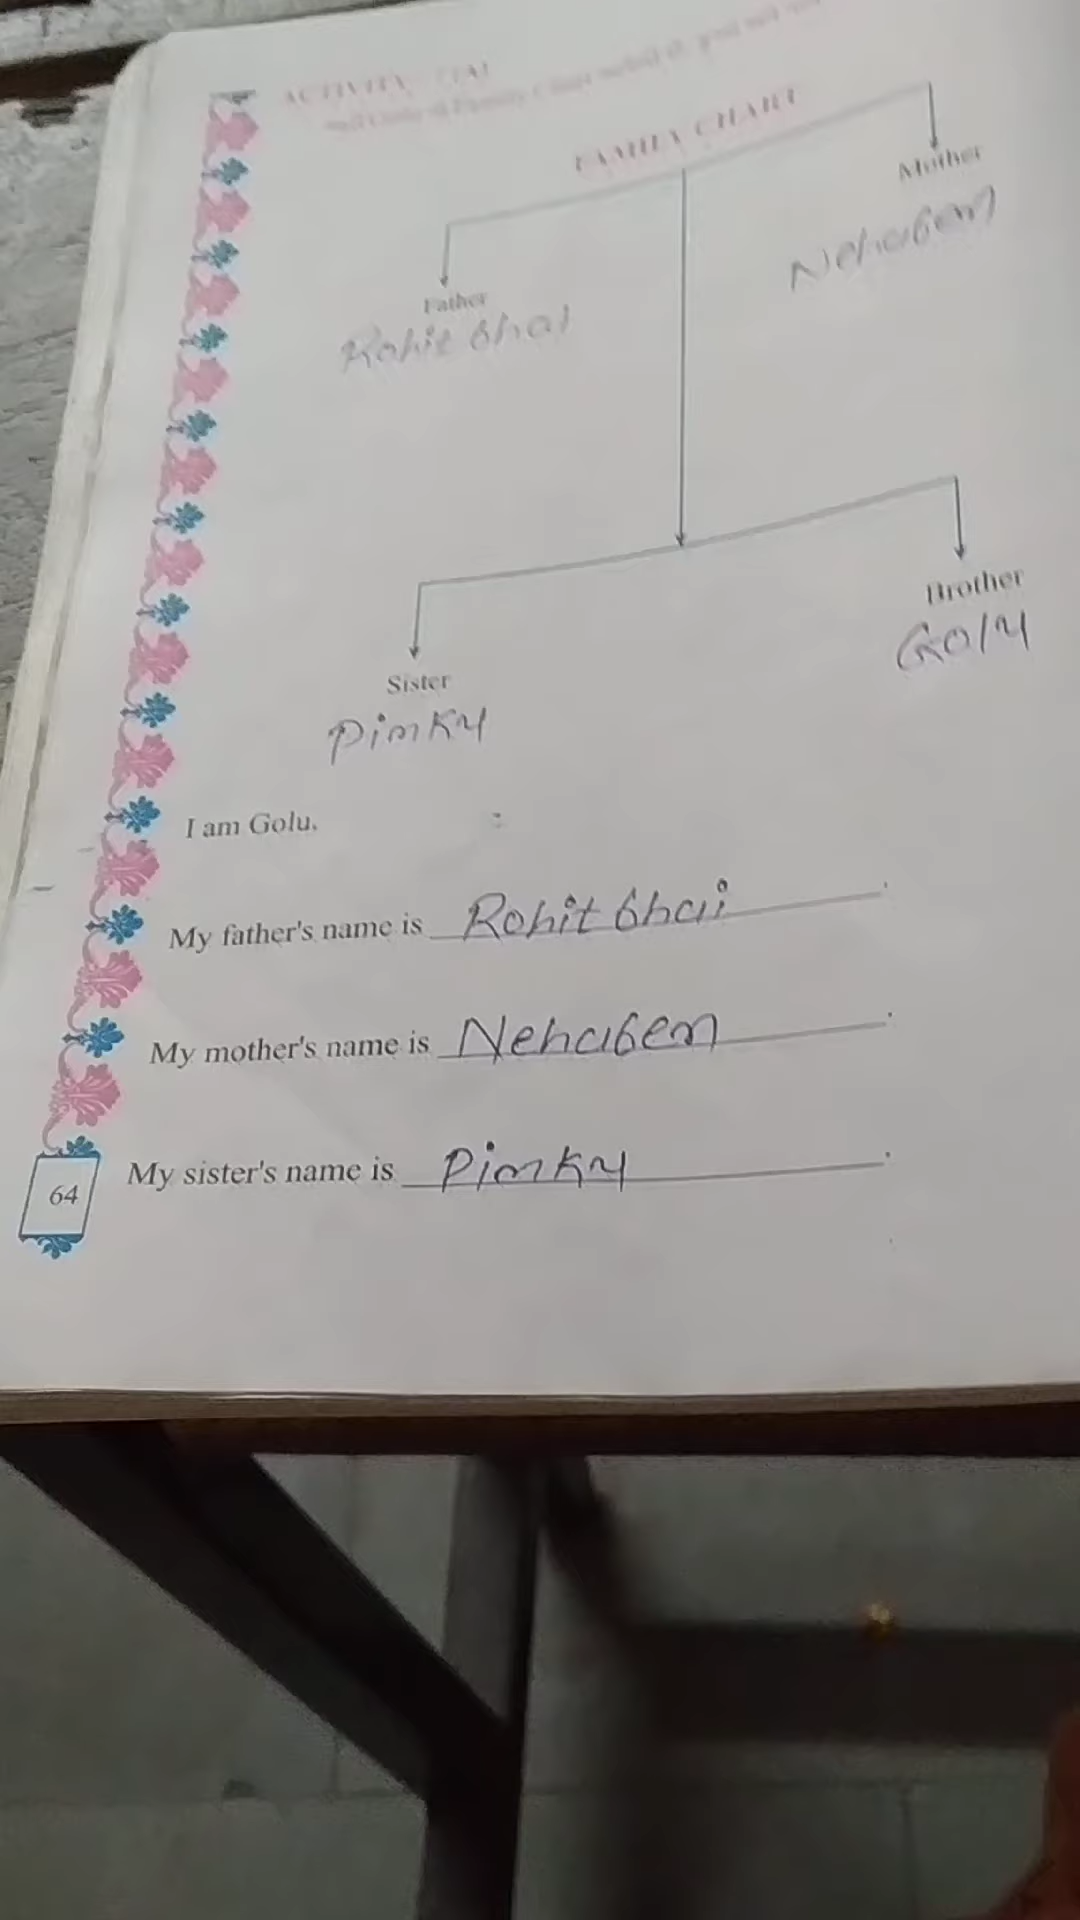 FAMILY CHART
Mother
Nehaben
Father
Rohit bhai
Brother
Golu
Sister
Pinky
I am Golu.
My father's name is Rohit bhai.
My mother's name is Nehaben.
My sister's name is Pinky.
64